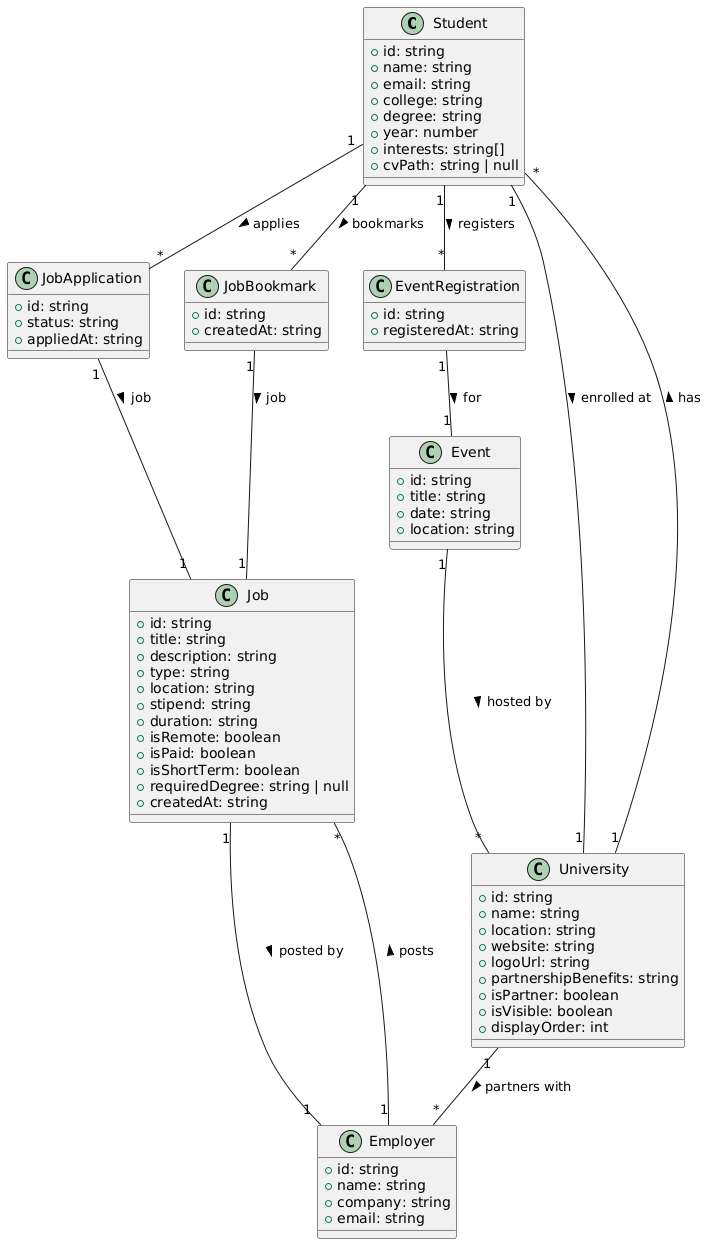 C Student
id: string
name: string
email: string
college: string
degree: string
year: number
interests: string[]
cvPath: string | null
1
1
1
1
*
applies
bookmarks
registers
*
*
*
C JobApplication
id: string
status: string
appliedAt: string
C JobBookmark
id: string
createdAt: string
C EventRegistration
id: string
registeredAt: string
1
1
1
job
job
for
enrolled at
has
1
C Event
id: string
title: string
date: string
location: string
1
1
1
C Job
id: string
title: string
description: string
type: string
location: string
stipend: string
duration: string
isRemote: boolean
isPaid: boolean
isShortTerm: boolean
requiredDegree: string | null
createdAt: string
hosted by
1
*
*
1
1
C University
id: string
name: string
location: string
website: string
logoUrl: string
partnershipBenefits: string
isPartner: boolean
isVisible: boolean
displayOrder: int
posted by
posts
1
partners with
1
1
*
C Employer
id: string
name: string
company: string
email: string